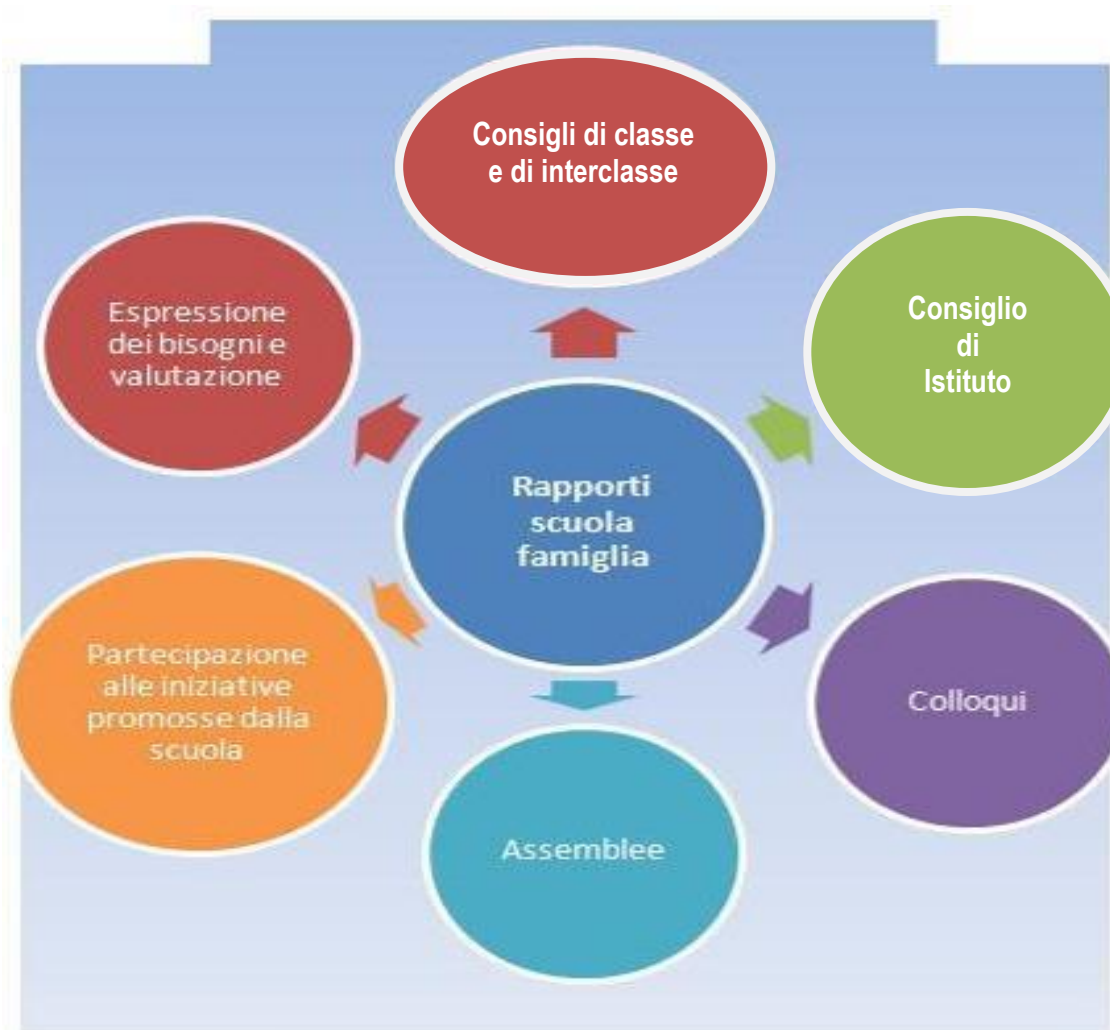 Consigli di classe
e di interclasse
Espressione
dei bisogni e
valutazione
Consiglio
di
Istituto
Rapporti
scuola
famiglia
Partecipazione
alle iniziative
promosse dalla
scuola
Colloqui
Assemblee